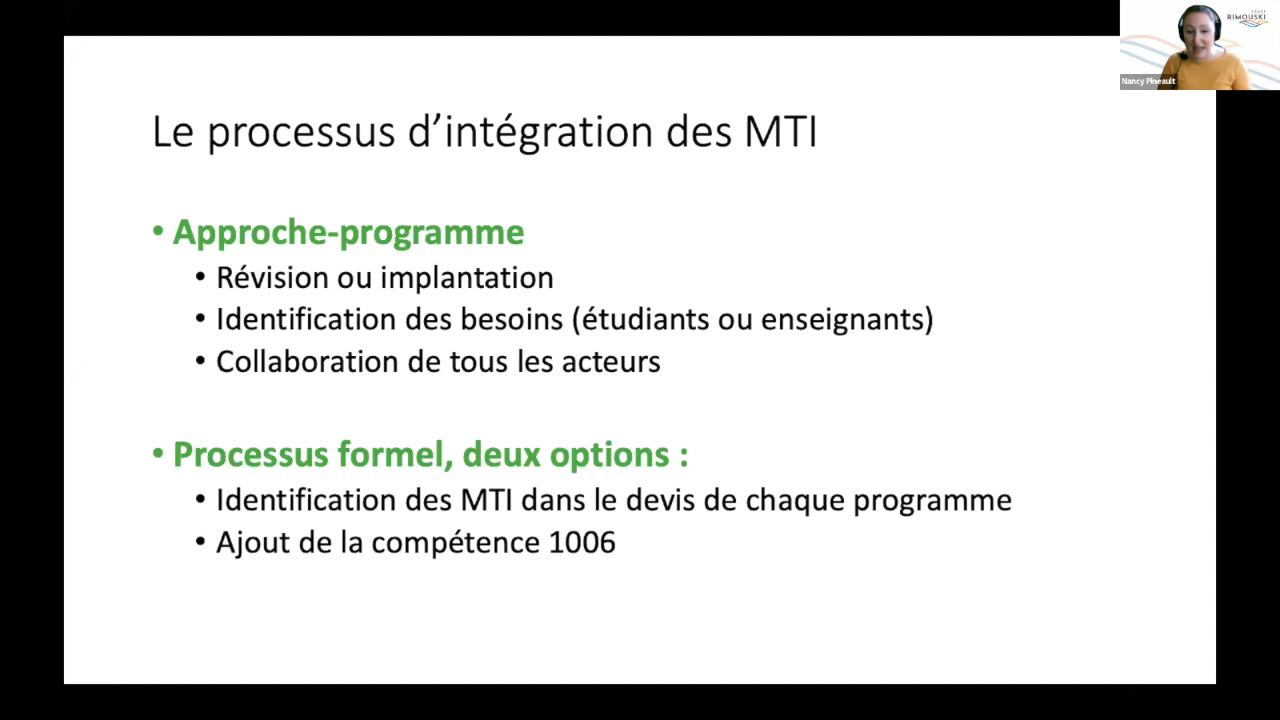 Le processus d’intégration des MTI
• Approche-programme
• Révision ou implantation
• Identification des besoins (étudiants ou enseignants)
• Collaboration de tous les acteurs
• Processus formel, deux options :
• Identification des MTI dans le devis de chaque programme
• Ajout de la compétence 1006
CÉGEP
RIMOUSKI
Nancy Pineault